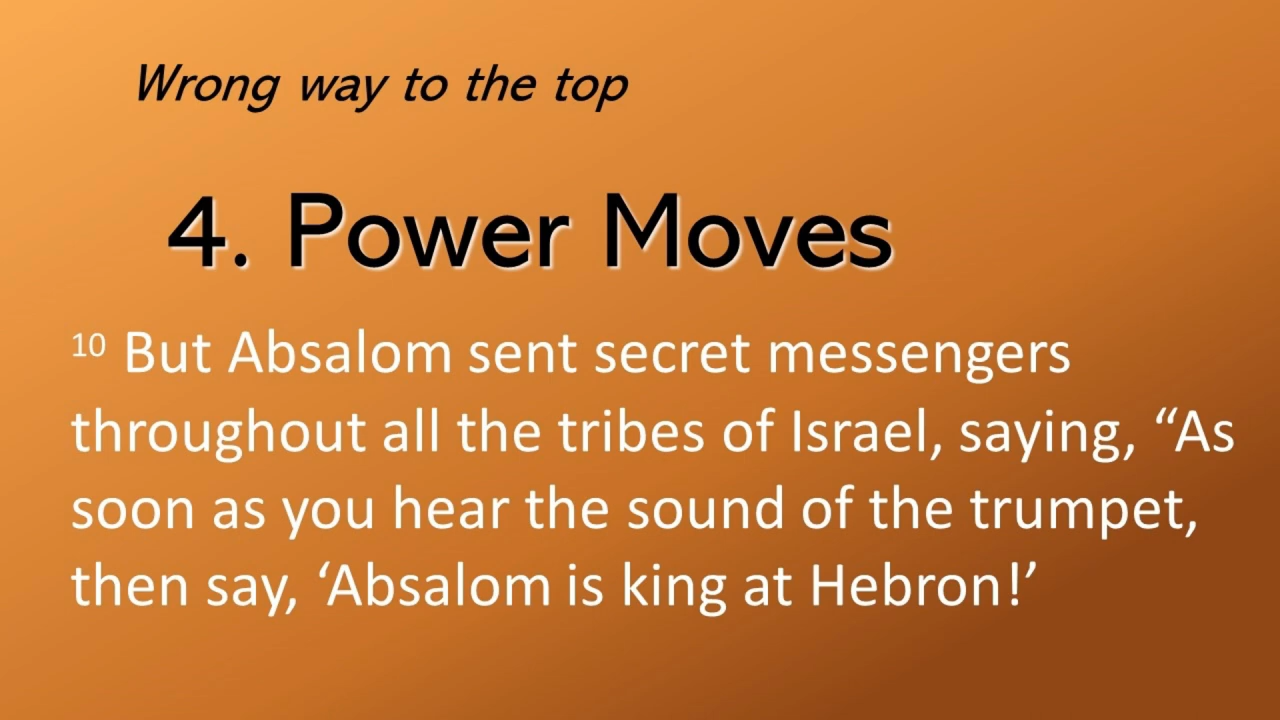 Wrong way to the top
4. Power Moves
10 But Absalom sent secret messengers
throughout all the tribes of Israel, saying, “As
soon as you hear the sound of the trumpet,
then say, ‘Absalom is king at Hebron!’